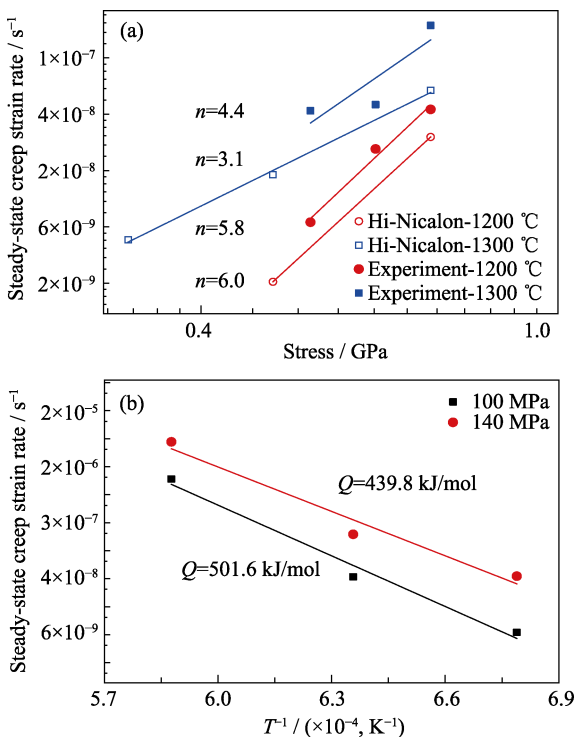 (a)
Steady-state creep strain rate / s⁻¹
1×10⁻⁷
4×10⁻⁸
2×10⁻⁸
6×10⁻⁹
2×10⁻⁹
n=4.4
n=3.1
n=5.8
n=6.0
Hi-Nicalon-1200 ℃
Hi-Nicalon-1300 ℃
Experiment-1200 ℃
Experiment-1300 ℃
0.4
1.0
Stress / GPa
(b)
Steady-state creep strain rate / s⁻¹
2×10⁻⁵
2×10⁻⁶
3×10⁻⁷
4×10⁻⁸
6×10⁻⁹
100 MPa
140 MPa
Q=439.8 kJ/mol
Q=501.6 kJ/mol
5.7
6.0
6.3
6.6
6.9
T⁻¹ / (×10⁻⁴, K⁻¹)